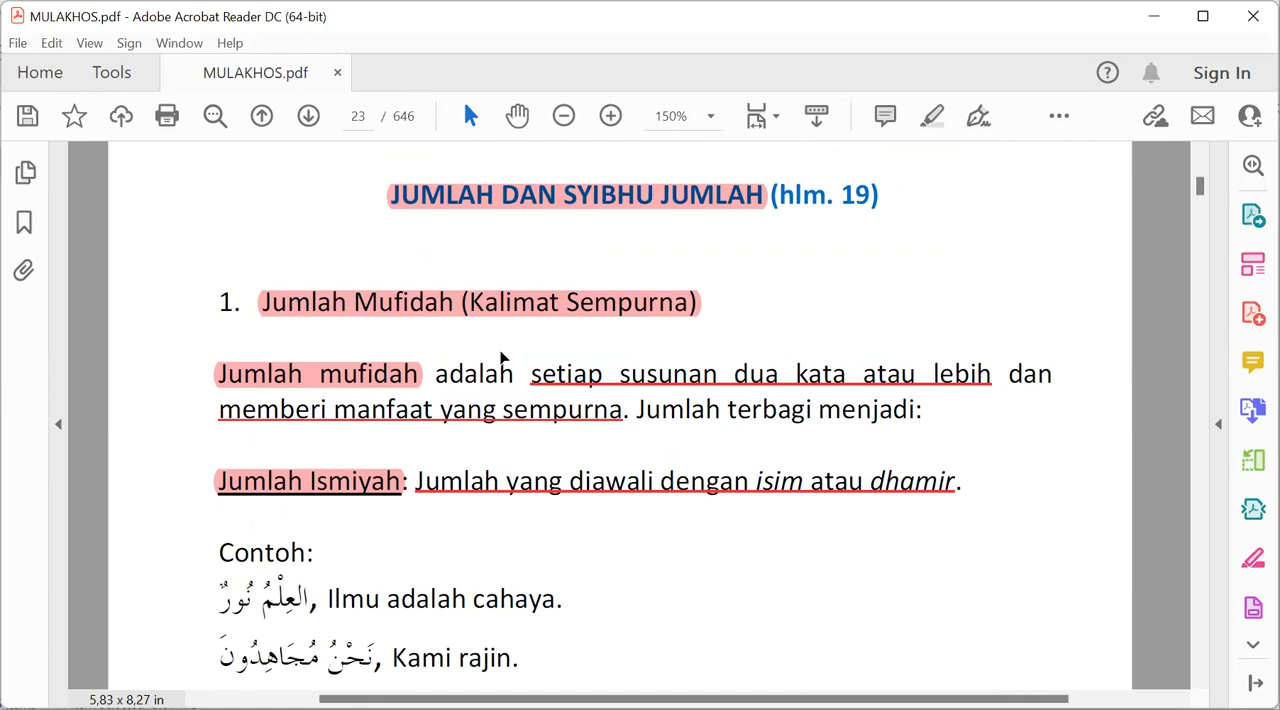 MULAKHOS.pdf - Adobe Acrobat Reader DC (64-bit)
File Edit View Sign Window Help
Home Tools MULAKHOS.pdf × Sign In
23 / 646 150%
JUMLAH DAN SYIBHU JUMLAH (hlm. 19)
1. Jumlah Mufidah (Kalimat Sempurna)
Jumlah mufidah adalah setiap susunan dua kata atau lebih dan
memberi manfaat yang sempurna. Jumlah terbagi menjadi:
Jumlah Ismiyah: Jumlah yang diawali dengan isim atau dhamir.
Contoh:
العِلْمُ نُورٌ, Ilmu adalah cahaya.
نَحْنُ مُجَاهِدُونَ, Kami rajin.
5,83 x 8,27 in